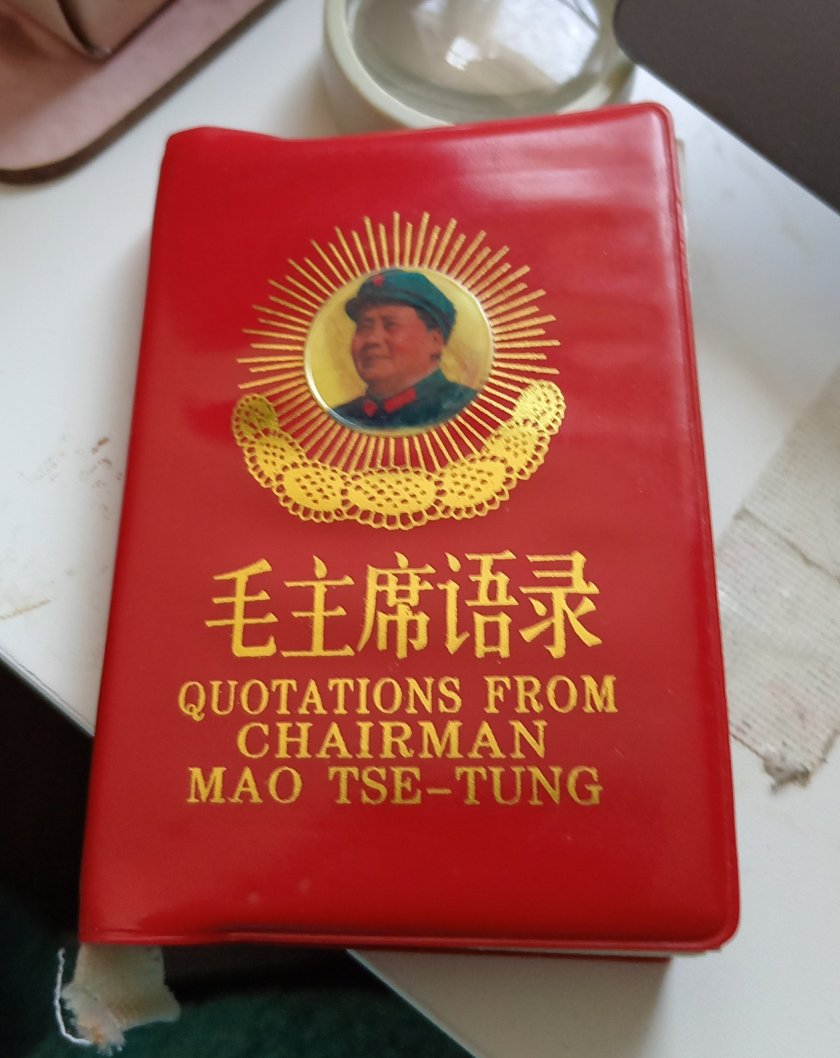 毛主席语录
QUOTATIONS FROM
CHAIRMAN
MAO TSE-TUNG